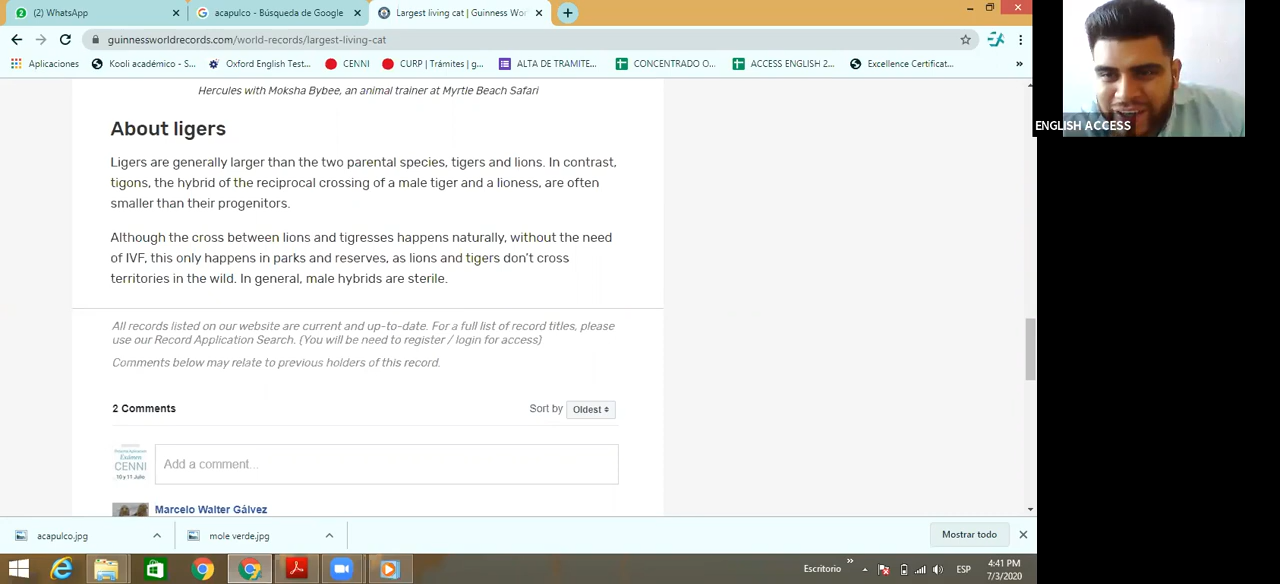 (2) WhatsApp
acapulco - Búsqueda de Google
Largest living cat | Guinness Wor
guinnessworldrecords.com/world-records/largest-living-cat
Aplicaciones
Kooli académico - S...
Oxford English Test...
CENNI
CURP | Trámites | g...
ALTA DE TRAMITE...
CONCENTRADO O...
ACCESS ENGLISH 2...
Excellence Certificat...
»
Hercules with Moksha Bybee, an animal trainer at Myrtle Beach Safari
About ligers
Ligers are generally larger than the two parental species, tigers and lions. In contrast,
tigons, the hybrid of the reciprocal crossing of a male tiger and a lioness, are often
smaller than their progenitors.
Although the cross between lions and tigresses happens naturally, without the need
of IVF, this only happens in parks and reserves, as lions and tigers don't cross
territories in the wild. In general, male hybrids are sterile.
All records listed on our website are current and up-to-date. For a full list of record titles, please
use our Record Application Search. (You will be need to register / login for access)
Comments below may relate to previous holders of this record.
2 Comments
Sort by Oldest
Exámen
CENNI
10 y 11 Julio
Add a comment...
Marcelo Walter Gálvez
acapulco.jpg
mole verde.jpg
Mostrar todo
Escritorio
»
ESP
4:41 PM
7/3/2020
ENGLISH ACCESS